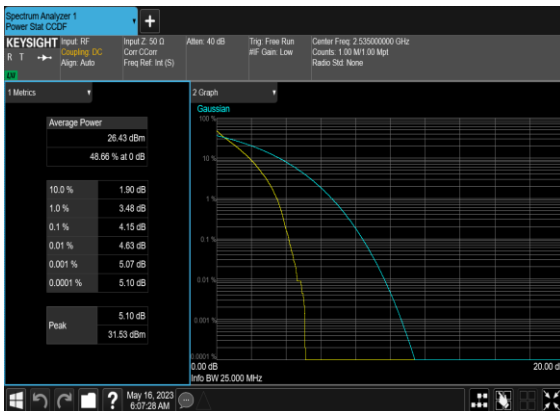 Spectrum Analyzer 1
Power Stat CCDF
KEYSIGHT
R T
LV
Input: RF
Coupling: DC
Align: Auto
Input Z: 50 Ω
Corr CCorr
Freq Ref: Int (S)
Atten: 40 dB
Trig: Free Run
#IF Gain: Low
Center Freq: 2.535000000 GHz
Counts: 1.00 M/1.00 Mpt
Radio Std: None
1 Metrics
Average Power
26.43 dBm
48.66 % at 0 dB
10.0 % 1.90 dB
1.0 % 3.48 dB
0.1 % 4.15 dB
0.01 % 4.63 dB
0.001 % 5.07 dB
0.0001 % 5.10 dB
Peak
5.10 dB
31.53 dBm
2 Graph
Gaussian
100 %
10 %
1 %
0.1 %
0.01 %
0.001 %
0.0001 %
0.00 dB
20.00 d
Info BW 25.000 MHz
?
May 16, 2023
6:07:28 AM